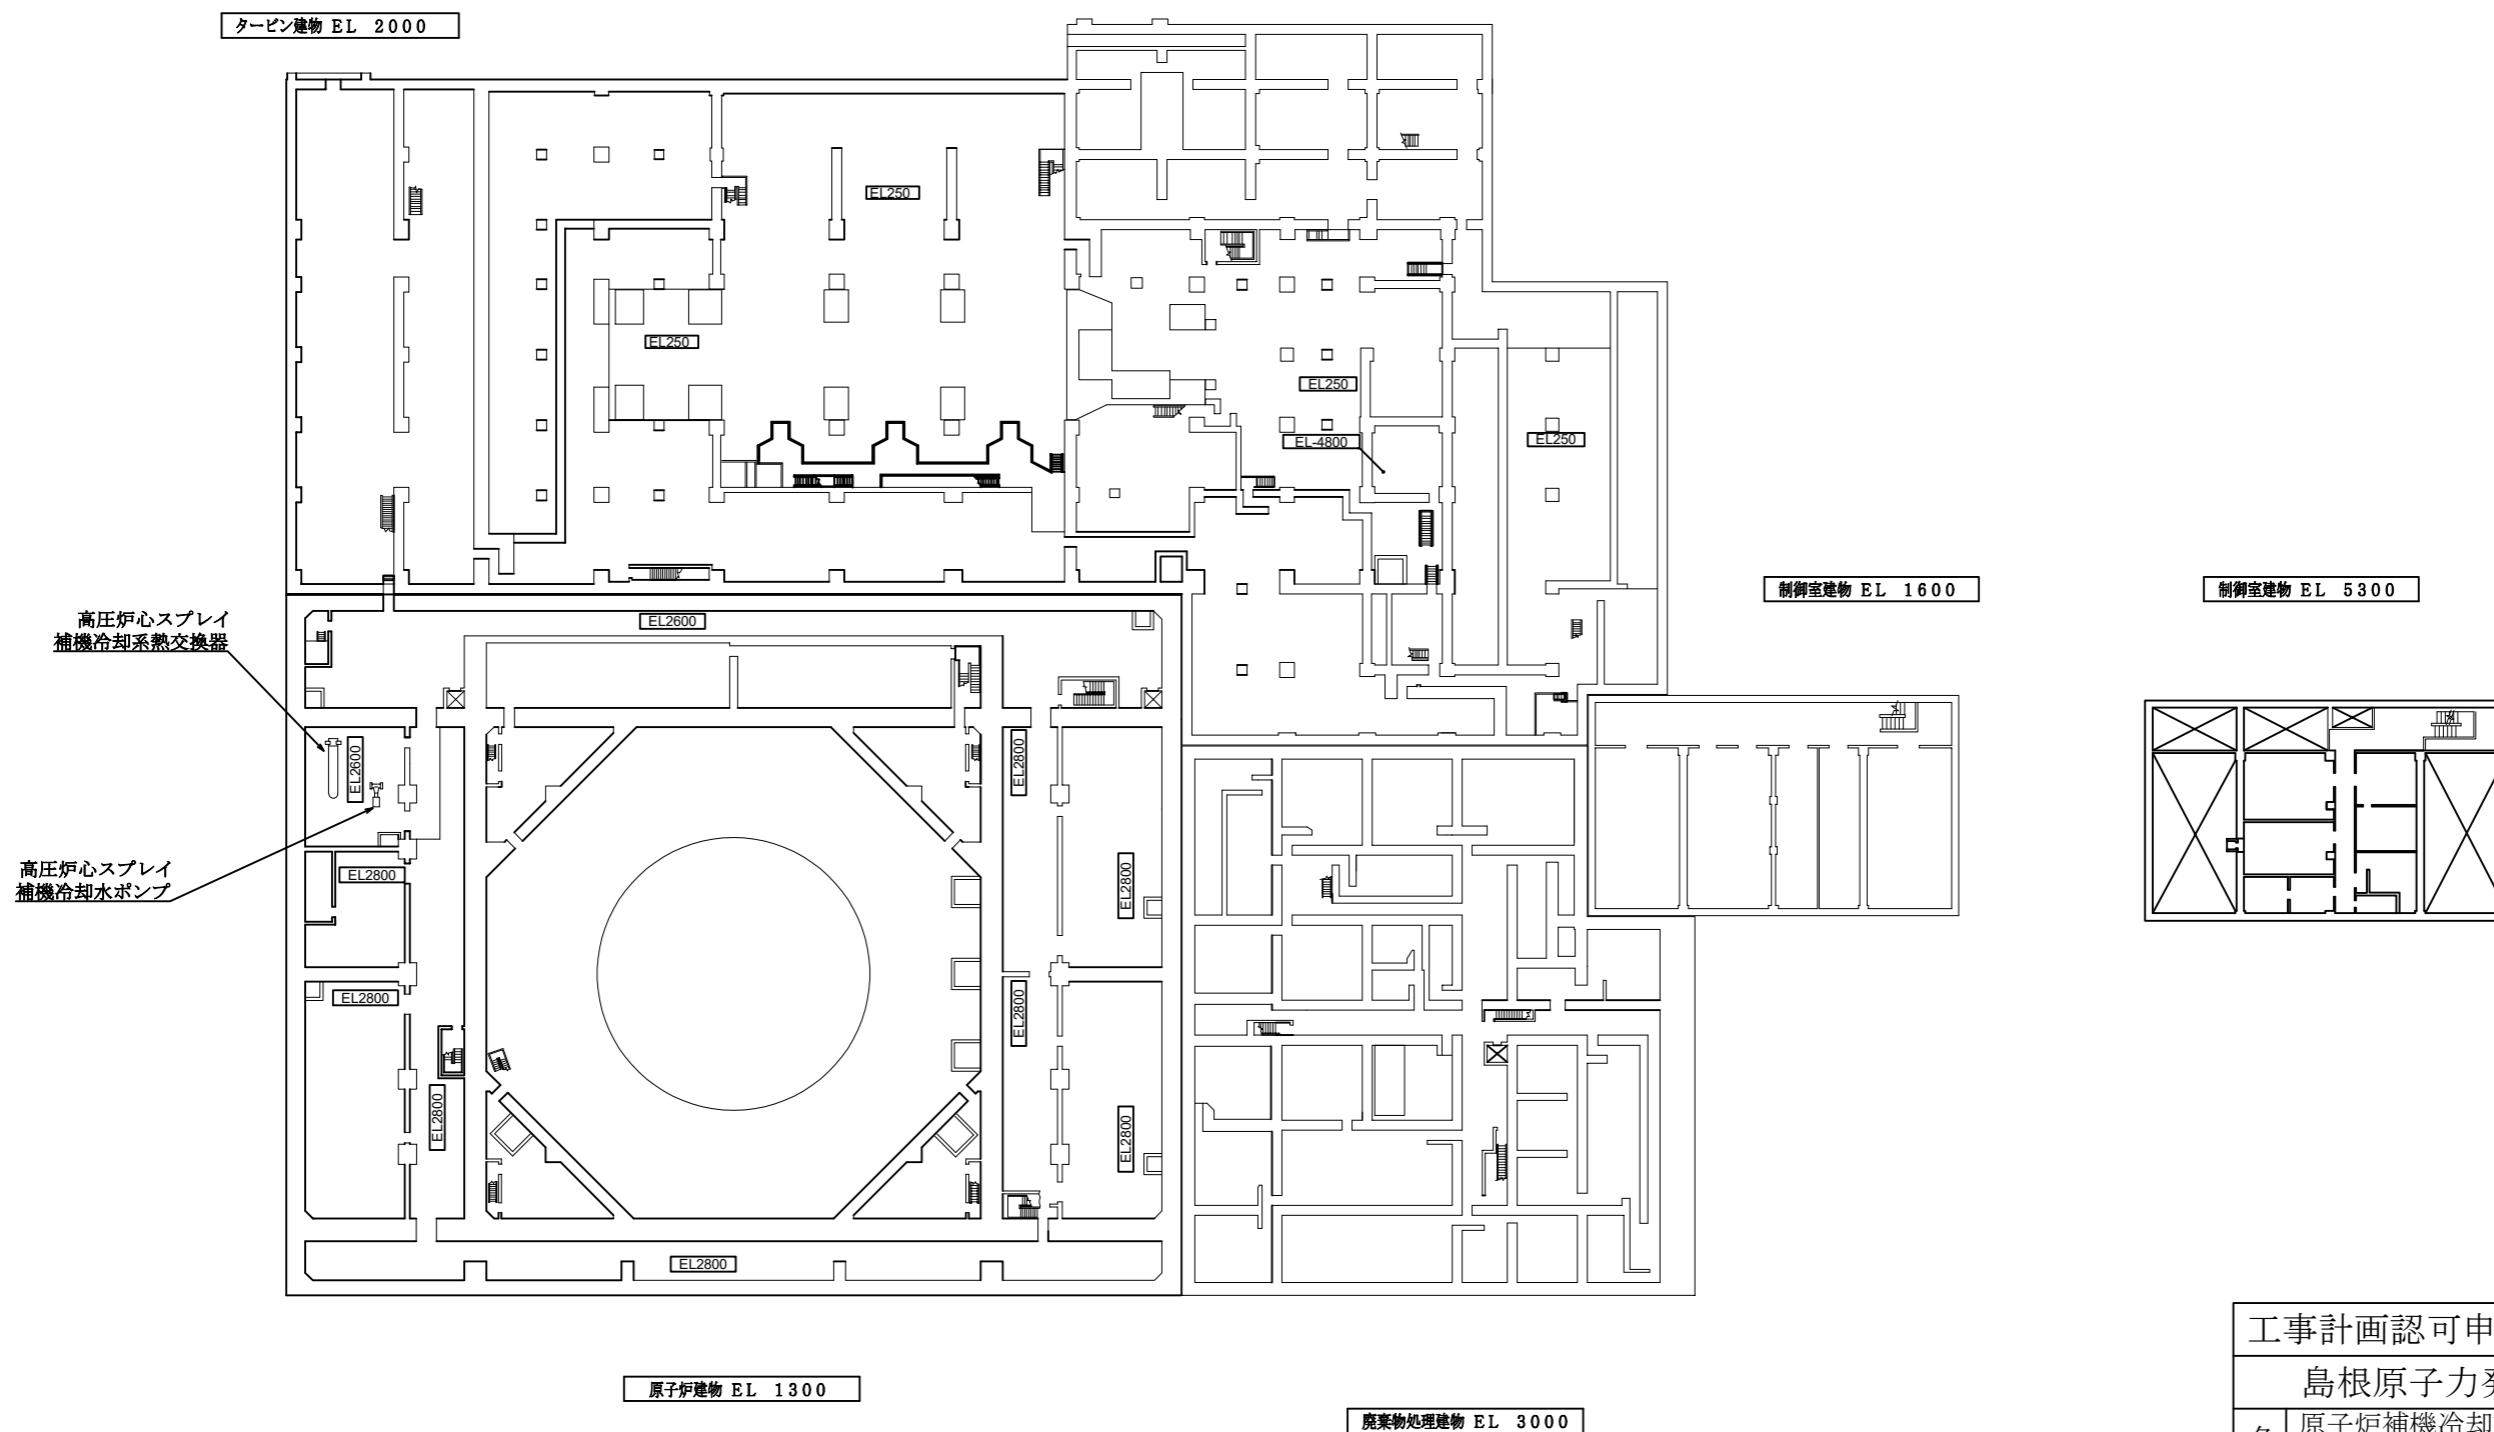 タービン建物 EL 2000
EL250
EL250
EL250
EL-4800
EL250
制御室建物 EL 1600
制御室建物 EL 5300
高圧炉心スプレイ
補機冷却系熱交換器
EL2600
EL2600
EL2800
高圧炉心スプレイ
補機冷却水ポンプ
EL2800
EL2800
EL2800
EL2800
EL2800
EL2800
EL2800
原子炉建物 EL 1300
廃棄物処理建物 EL 3000
工事計画認可申
島根原子力発
原子炉補機冷却